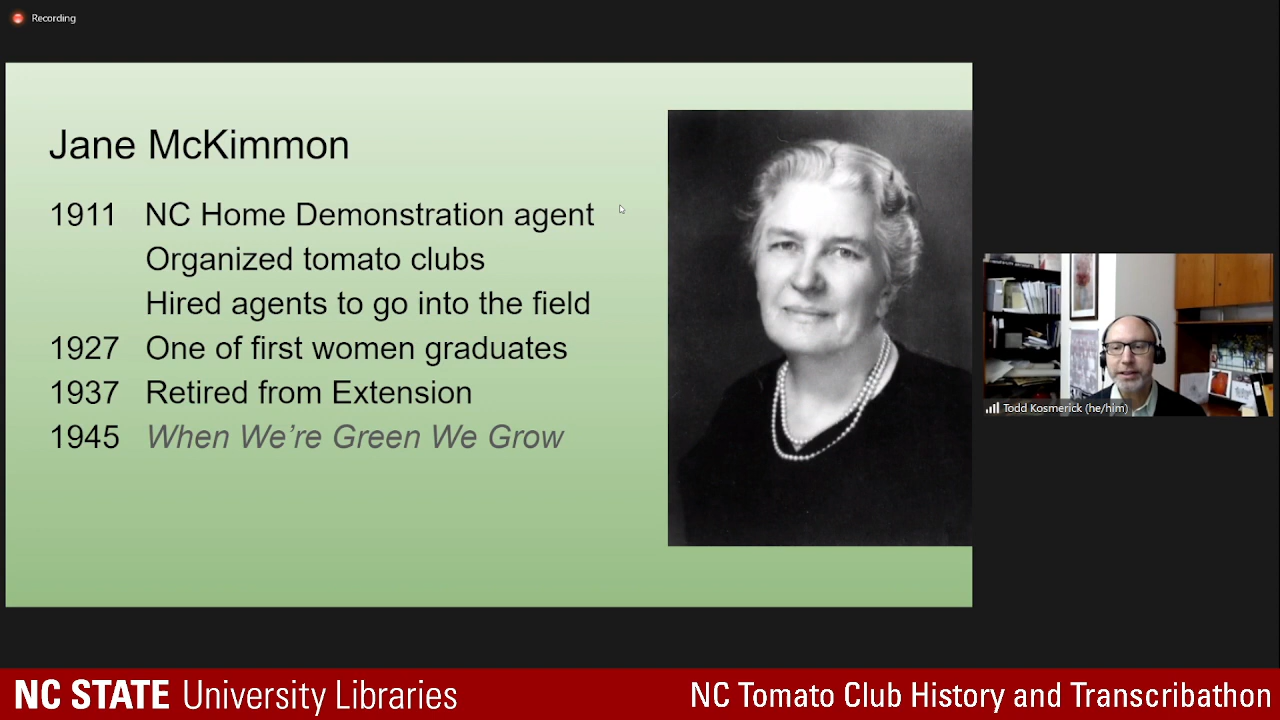 Recording
Jane McKimmon
1911 NC Home Demonstration agent
Organized tomato clubs
Hired agents to go into the field
1927 One of first women graduates
1937 Retired from Extension
1945 When We're Green We Grow
Todd Kosmerick (he/him)
NC STATE University Libraries
NC Tomato Club History and Transcribathon